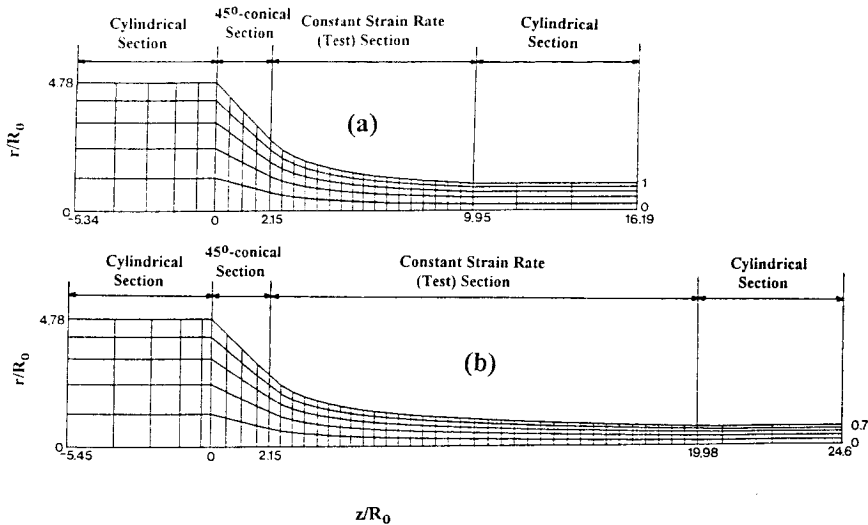 Cylindrical
Section
45⁰-conical
Section
Constant Strain Rate
(Test) Section
Cylindrical
Section
4.78
r/R₀
(a)
1
0
0
-5.34
0
2.15
9.95
16.19
Cylindrical
Section
45⁰-conical
Section
Constant Strain Rate
(Test) Section
Cylindrical
Section
4.78
r/R₀
(b)
0.7
0
0
-5.45
0
2.15
19.98
24.6
z/R₀